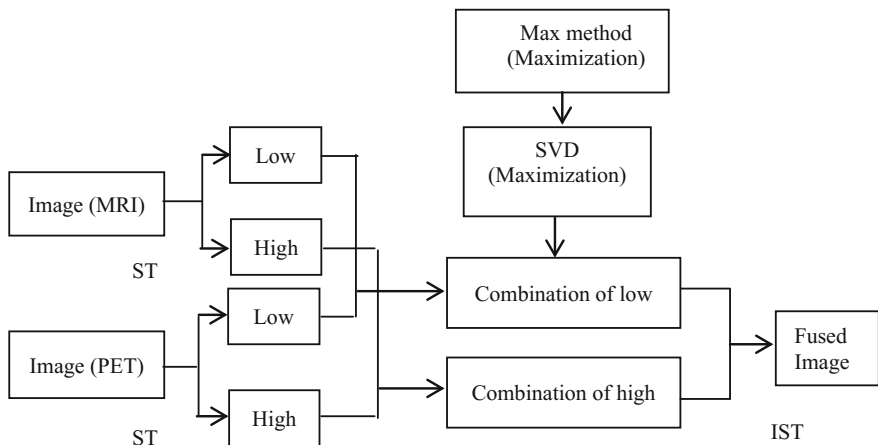 Max method
(Maximization)
SVD
(Maximization)
Low
Image (MRI)
High
ST
Low
Combination of low
Image (PET)
Fused
Image
High
Combination of high
ST
IST